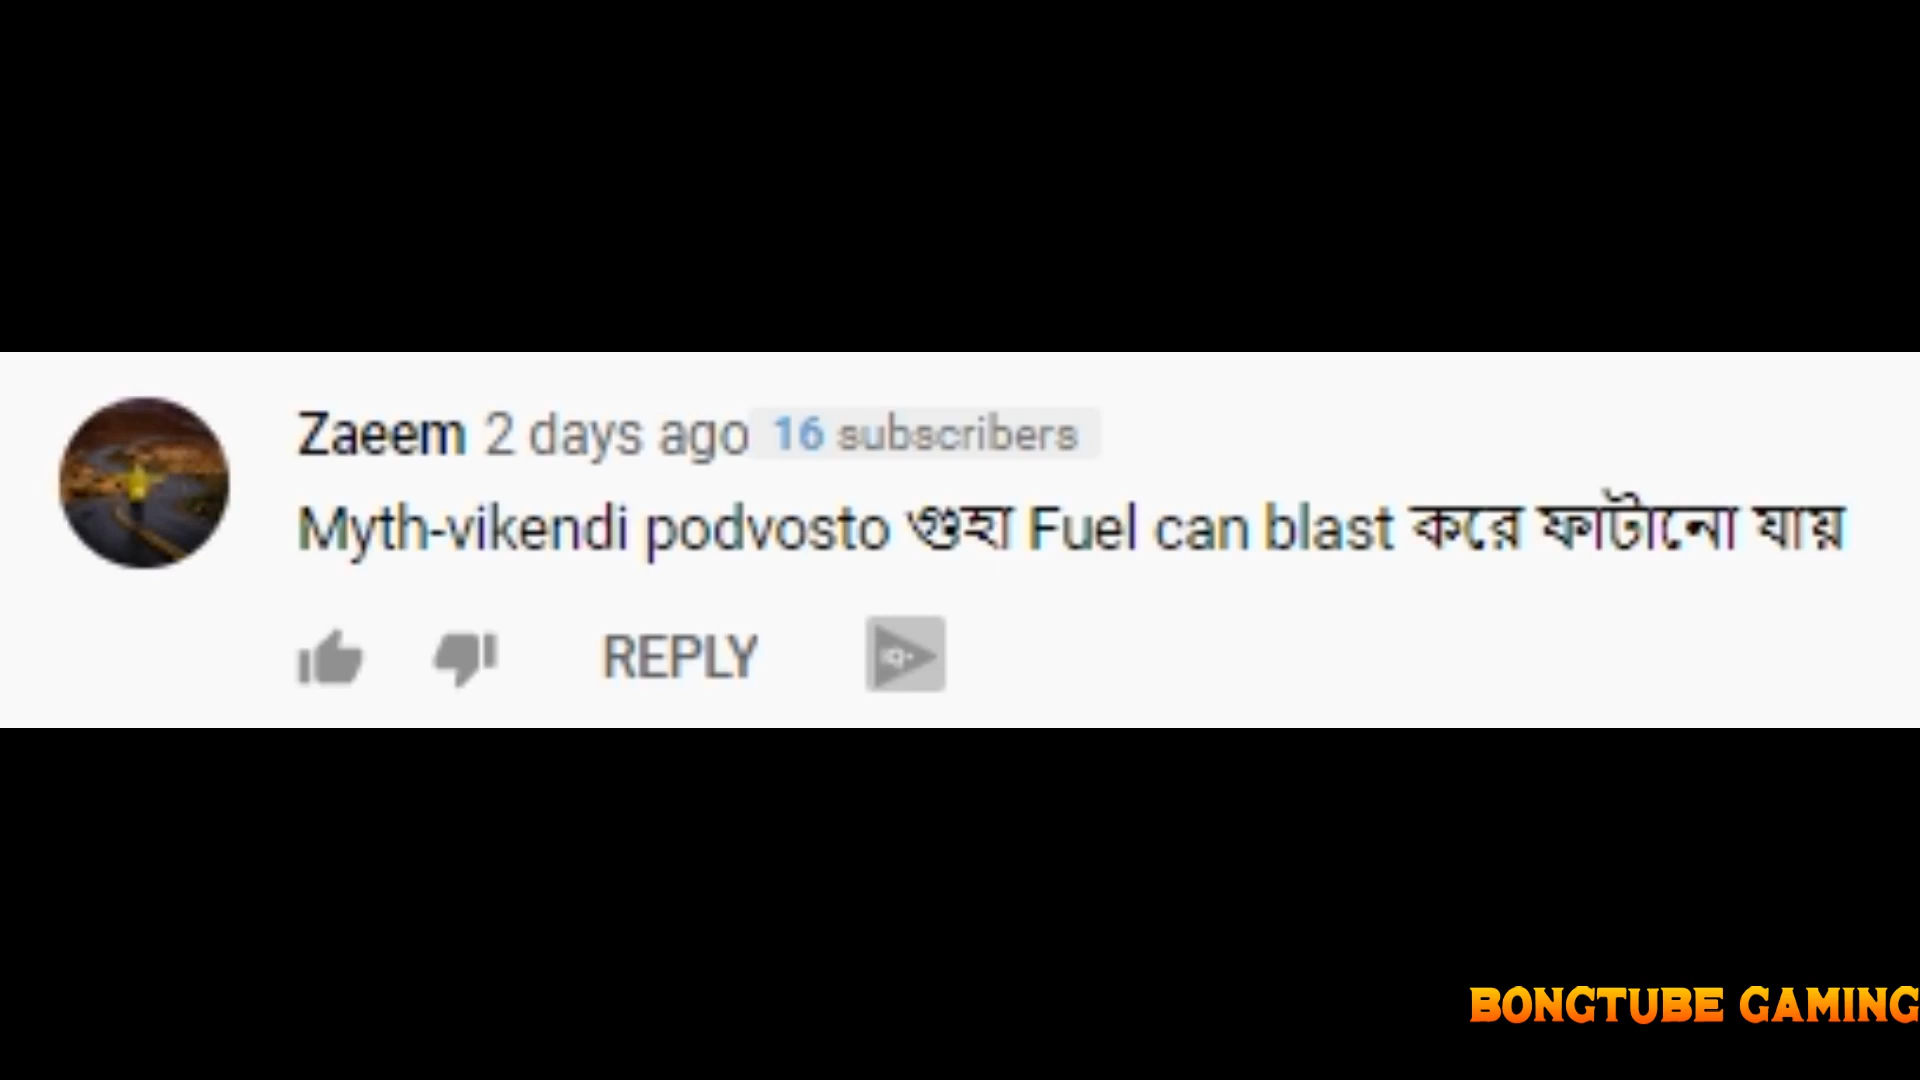 Zaeem 2 days ago 16 subscribers
Myth-vikendi podvosto গুহা Fuel can blast করে ফাটানো যায়
REPLY
BONGTUBE GAMING